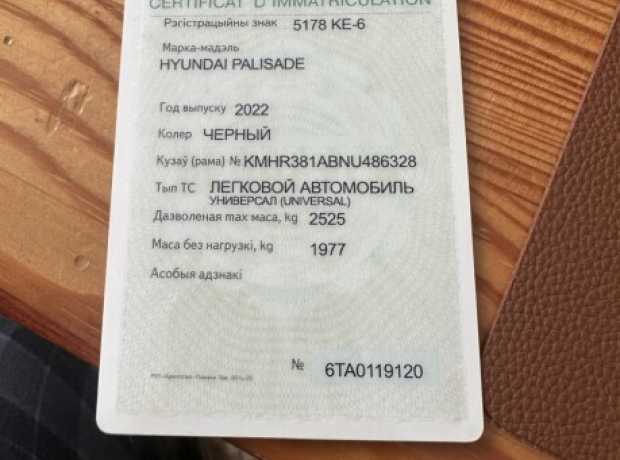 CERTIFICAT D'IMMATRICULATION
Рэгістрацыйны знак 5178 KE-6
Марка-мадэль
HYUNDAI PALISADE
Год выпуску 2022
Колер ЧЕРНЫЙ
Кузаў (рама) № KMHR381ABNU486328
Тып ТС ЛЕГКОВОЙ АВТОМОБИЛЬ
УНИВЕРСАЛ (UNIVERSAL)
Дазволеная max маса, kg 2525
Маса без нагрузкі, kg 1977
Асобыя адзнакі
№ 6TA0119120